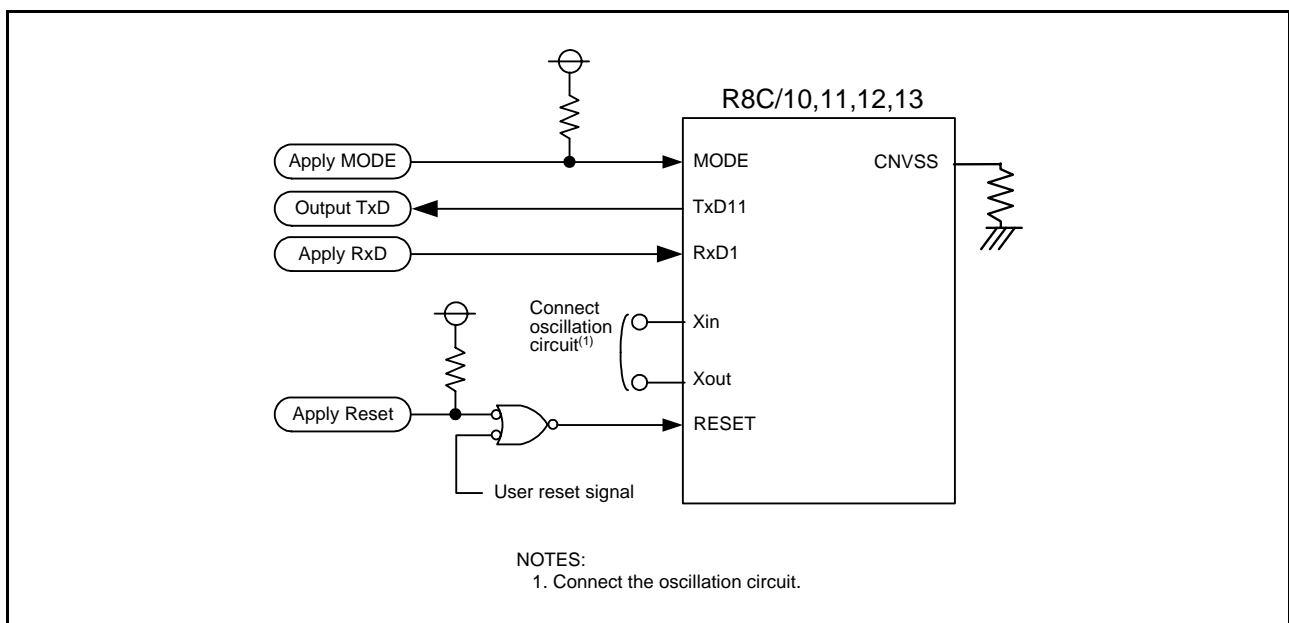 R8C/10,11,12,13
Apply MODE
MODE
CNVSS
Output TxD
TxD11
Apply RxD
RxD1
Connect
oscillation
circuit(1)
Xin
Xout
Apply Reset
RESET
User reset signal
NOTES:
1. Connect the oscillation circuit.